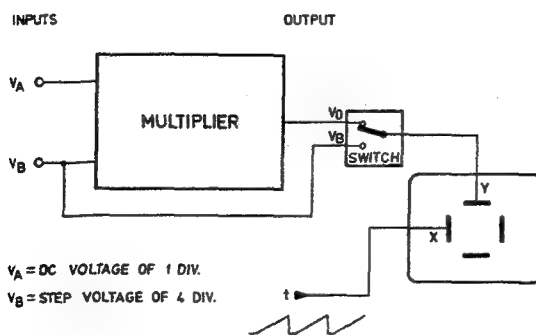 INPUTS OUTPUT
VA
MULTIPLIER
VO
VB
VB
SWITCH
Y
X
VA = DC VOLTAGE OF 1 DIV.
VB = STEP VOLTAGE OF 4 DIV.
t